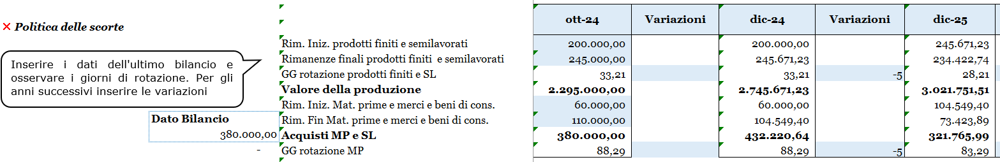 ott-24 Variazioni dic-24 Variazioni dic-25
Politica delle scorte
Rim. Iniz. prodotti finiti e semilavorati 200.000,00 200.000,00 245.671,23
Inserire i dati dell'ultimo bilancio e
osservare i giorni di rotazione. Per gli
anni successivi inserire le variazioni
Rimanenze finali prodotti finiti e semilavorati 245.000,00 245.671,23 234.422,74
GG rotazione prodotti finiti e SL 33,21 33,21 -5 28,21
Valore della produzione 2.295.000,00 2.745.671,23 3.021.751,51
Rim. Iniz. Mat. prime e merci e beni di cons. 60.000,00 60.000,00 104.549,40
Dato Bilancio Rim. Fin Mat. prime e merci e beni di cons. 110.000,00 104.549,40 73.423,89
380.000,00 Acquisti MP e SL 380.000,00 432.220,64 321.765,99
- GG rotazione MP 88,29 88,29 -5 83,29